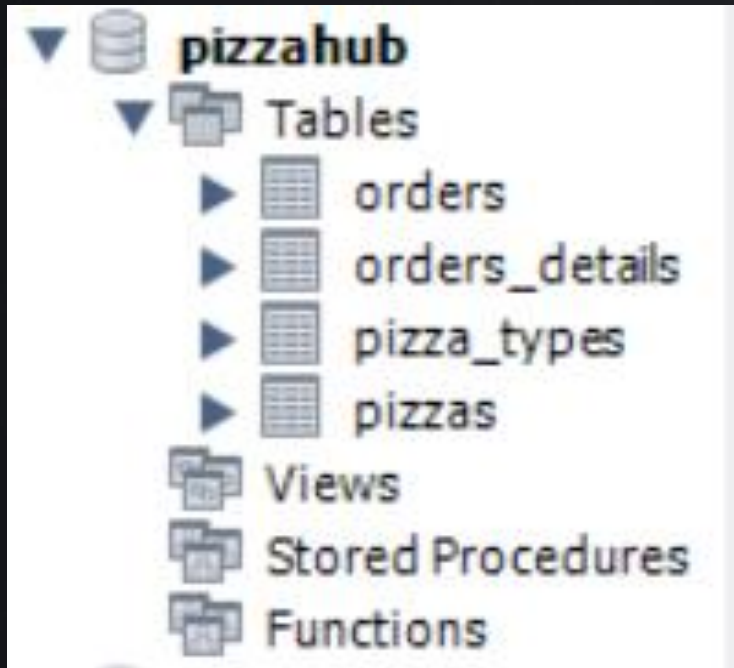 pizzahub
Tables
orders
orders_details
pizza_types
pizzas
Views
Stored Procedures
Functions